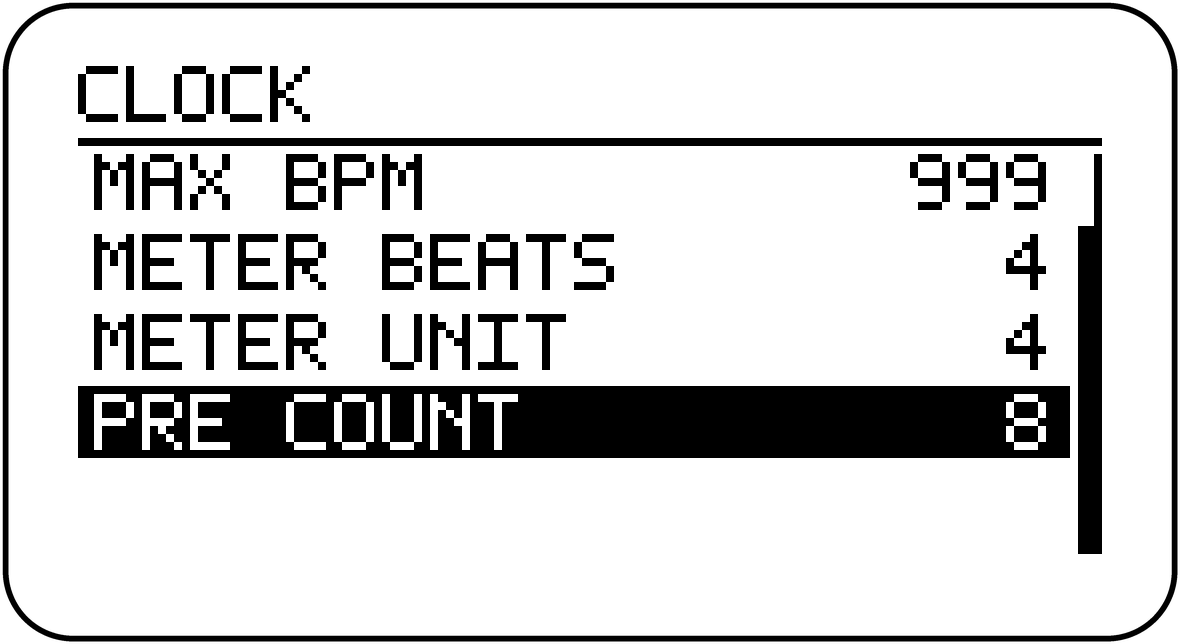 CLOCK
MAX BPM 999
METER BEATS 4
METER UNIT 4
PRE COUNT 8